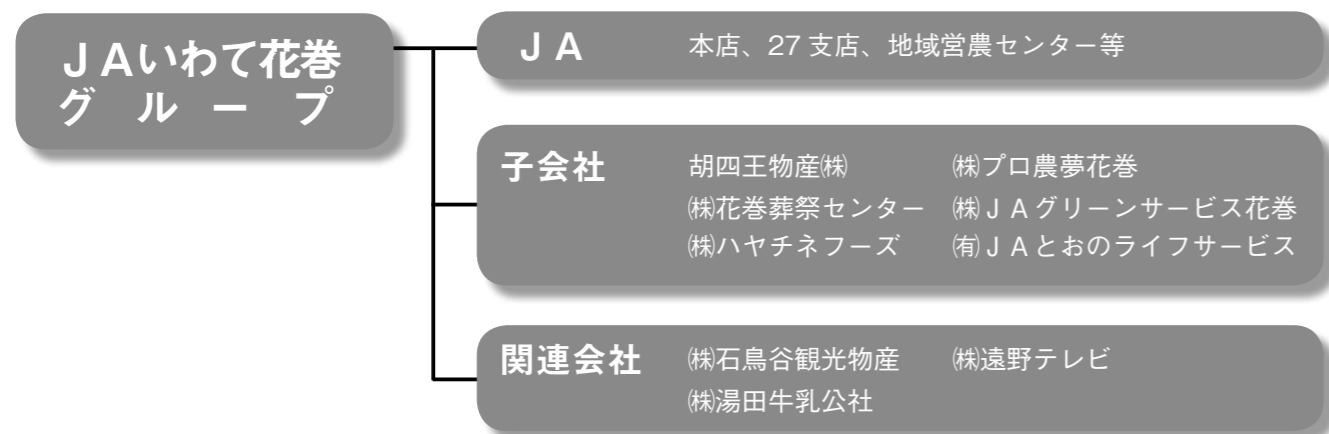 ＪＡいわて花巻
グループ
ＪＡ
本店、27支店、地域営農センター等
子会社
胡四王物産㈱
㈱プロ農夢花巻
㈱花巻葬祭センター
㈱ＪＡグリーンサービス花巻
㈱ハヤチネフーズ
㈲ＪＡとおのライフサービス
関連会社
㈱石鳥谷観光物産
㈱遠野テレビ
㈱湯田牛乳公社